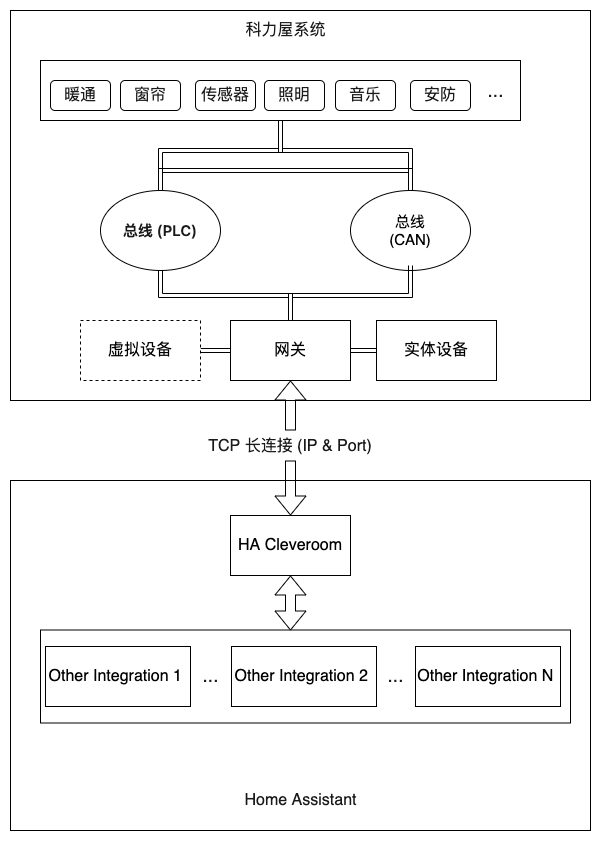 科力屋系统
暖通
窗帘
传感器
照明
音乐
安防
...
总线 (PLC)
总线
(CAN)
虚拟设备
网关
实体设备
TCP 长连接 (IP & Port)
HA Cleveroom
Other Integration 1
...
Other Integration 2
...
Other Integration N
Home Assistant